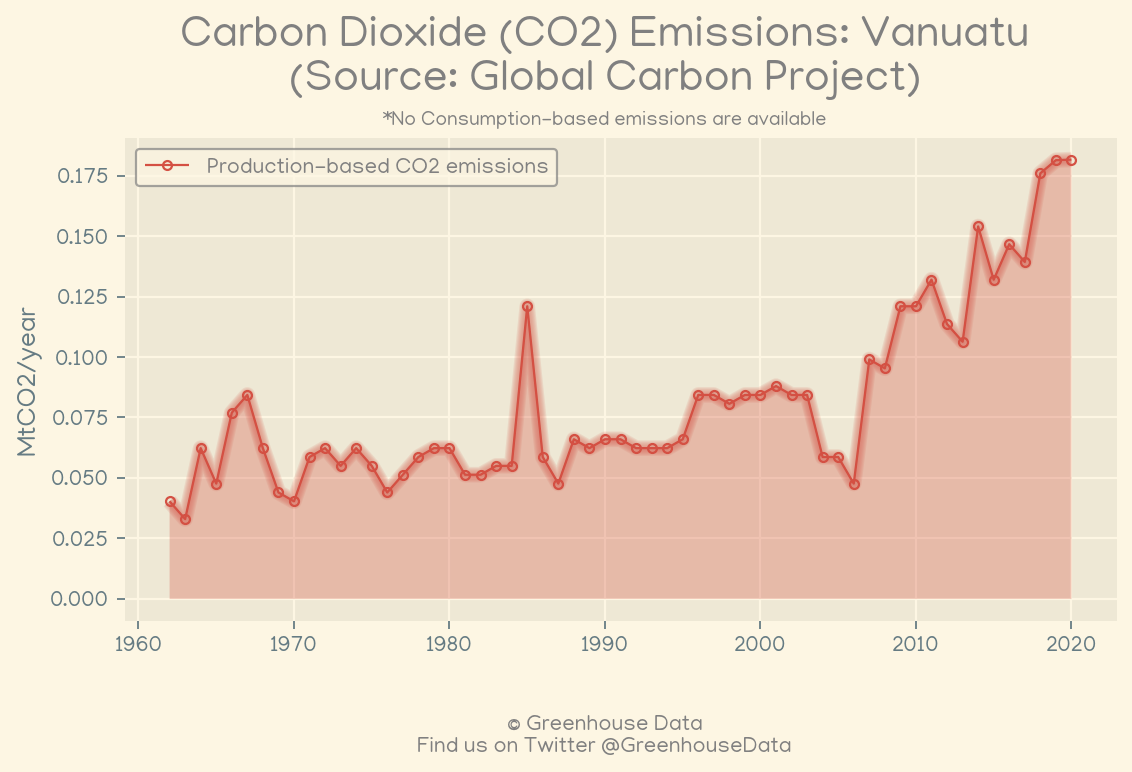 Carbon Dioxide (CO2) Emissions: Vanuatu
(Source: Global Carbon Project)
*No Consumption-based emissions are available
Production-based CO2 emissions
MtCO2/year
0.175
0.150
0.125
0.100
0.075
0.050
0.025
0.000
1960 1970 1980 1990 2000 2010 2020
© Greenhouse Data
Find us on Twitter @GreenhouseData